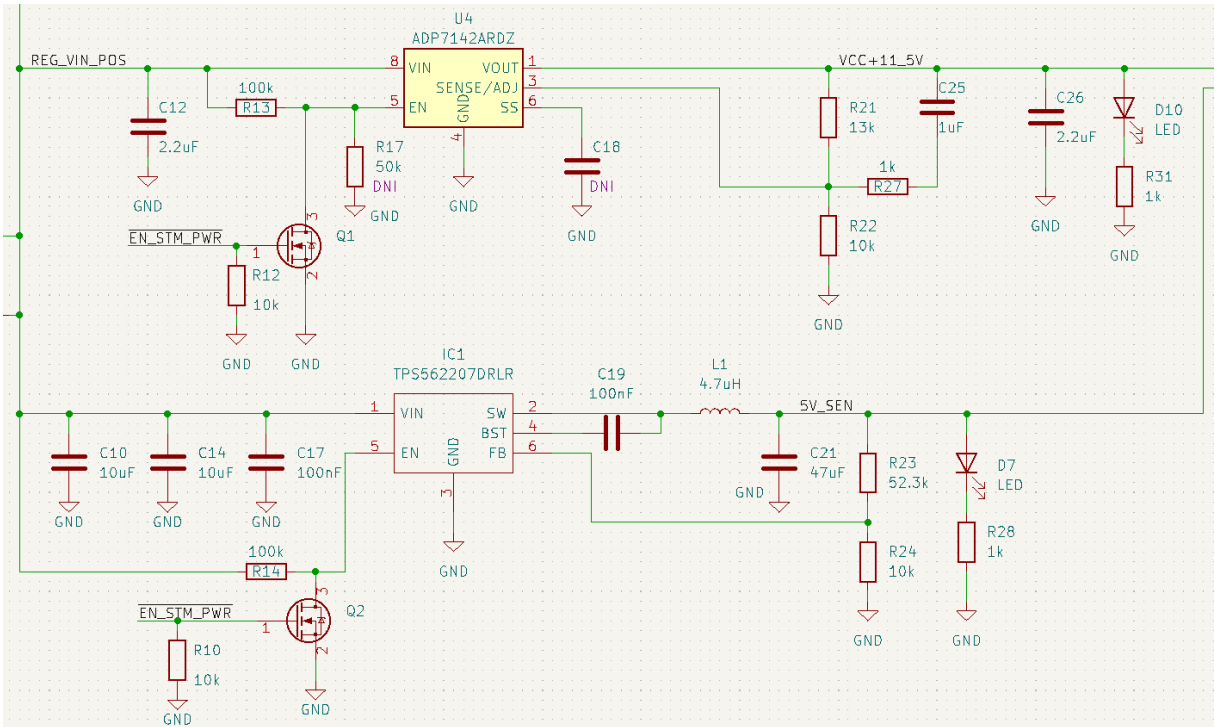 U4
ADP7142ARDZ
REG_VIN_POS
8
VIN
VOUT
1
VCC+11_5V
SENSE/ADJ
3
100k
R13
5
EN
GND
SS
6
4
C12
2.2uF
GND
R17
50k
DNI
GND
GND
C18
DNI
GND
R21
13k
C25
1uF
1k
R27
C26
2.2uF
GND
D10
LED
R31
1k
GND
R22
10k
GND
EN_STM_PWR
1
3
Q1
2
R12
10k
GND
GND
IC1
TPS562207DRLR
1
VIN
SW
2
BST
4
5
EN
GND
FB
6
3
GND
C19
100nF
L1
4.7uH
5V_SEN
C10
10uF
GND
C14
10uF
GND
C17
100nF
GND
C21
47uF
GND
R23
52.3k
D7
LED
R24
10k
GND
R28
1k
GND
100k
R14
EN_STM_PWR
1
3
Q2
2
R10
10k
GND
GND